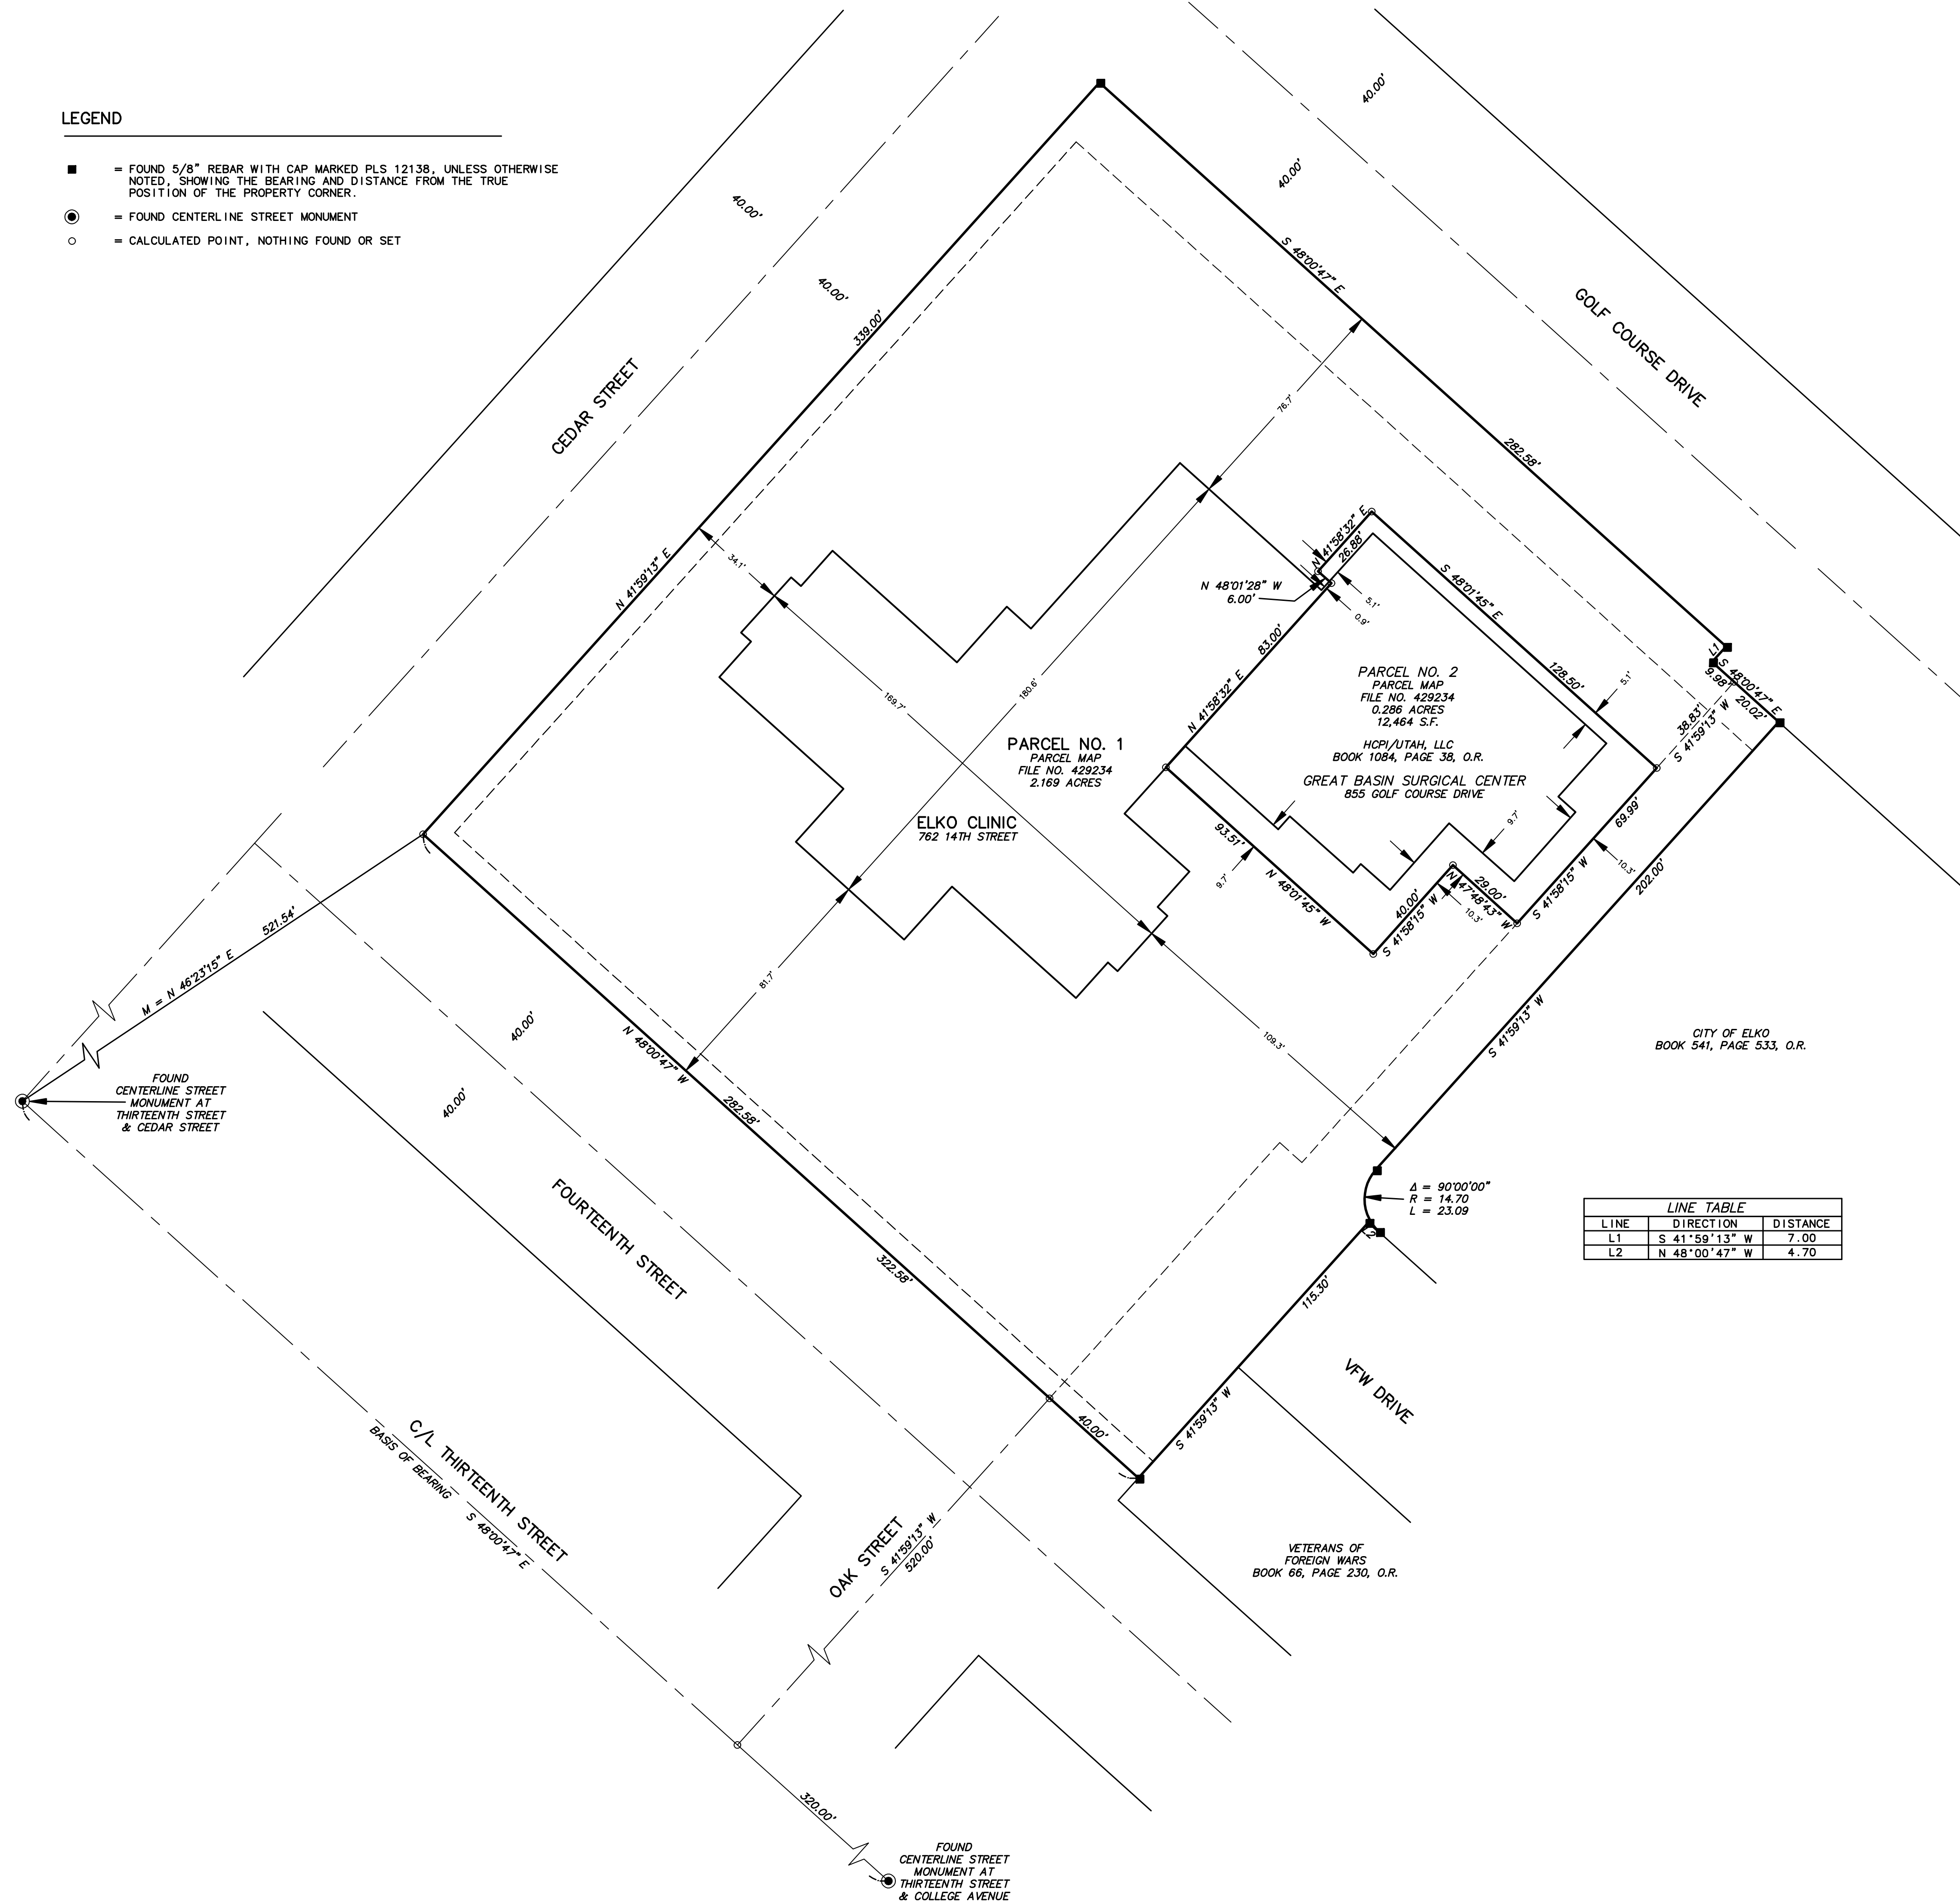 LEGEND
= FOUND 5/8" REBAR WITH CAP MARKED PLS 12138, UNLESS OTHERWISE
NOTED, SHOWING THE BEARING AND DISTANCE FROM THE TRUE
POSITION OF THE PROPERTY CORNER.
= FOUND CENTERLINE STREET MONUMENT
= CALCULATED POINT, NOTHING FOUND OR SET
40.00'
40.00'
40.00'
40.00'
CEDAR STREET
GOLF COURSE DRIVE
339.00'
N 41°59'13" E
S 48°00'47" E
282.58'
76.7'
34.1'
169.7'
180.6'
81.7'
109.3'
N 41°58'32" E
26.88'
N 48°01'28" W
6.00'
5.1'
0.9'
83.00'
N 41°58'32" E
S 48°01'45" E
128.50'
5.1'
L1
S 48°00'47" E
9.98'
20.02'
38.83'
S 41°59'13" W
PARCEL NO. 2
PARCEL MAP
FILE NO. 429234
0.286 ACRES
12,464 S.F.
HCPI/UTAH, LLC
BOOK 1084, PAGE 38, O.R.
GREAT BASIN SURGICAL CENTER
855 GOLF COURSE DRIVE
PARCEL NO. 1
PARCEL MAP
FILE NO. 429234
2.169 ACRES
ELKO CLINIC
762 14TH STREET
93.51'
N 48°01'45" W
9.7'
9.7'
69.99'
S 41°58'15" W
10.3'
29.00'
N 47°48'43" W
40.00'
S 41°58'15" W
10.3'
202.00'
S 41°59'13" W
521.54'
M = N 46°23'15" E
FOUND
CENTERLINE STREET
MONUMENT AT
THIRTEENTH STREET
& CEDAR STREET
40.00'
40.00'
N 48°00'47" W
282.58'
322.58'
40.00'
FOURTEENTH STREET
CITY OF ELKO
BOOK 541, PAGE 533, O.R.
Δ = 90°00'00"
R = 14.70
L = 23.09
L2
LINE TABLE
LINE DIRECTION DISTANCE
L1 S 41°59'13" W 7.00
L2 N 48°00'47" W 4.70
115.30'
S 41°59'13" W
VFW DRIVE
C/L THIRTEENTH STREET
BASIS OF BEARING
S 48°00'47" E
OAK STREET
S 41°59'13" W
520.00'
VETERANS OF
FOREIGN WARS
BOOK 66, PAGE 230, O.R.
320.00'
FOUND
CENTERLINE STREET
MONUMENT AT
THIRTEENTH STREET
& COLLEGE AVENUE